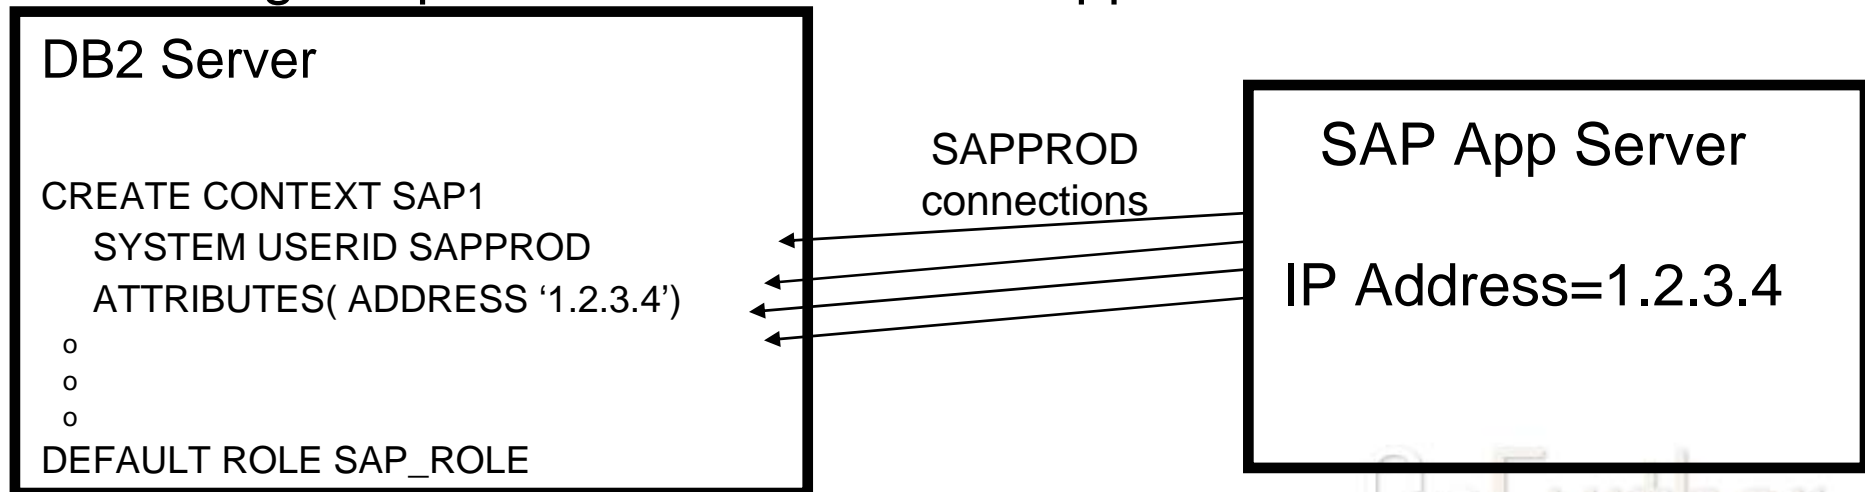 DB2 Server
CREATE CONTEXT SAP1
SYSTEM USERID SAPPROD
ATTRIBUTES( ADDRESS ‘1.2.3.4’)
o
o
o
DEFAULT ROLE SAP_ROLE
SAPPROD
connections
SAP App Server
IP Address=1.2.3.4